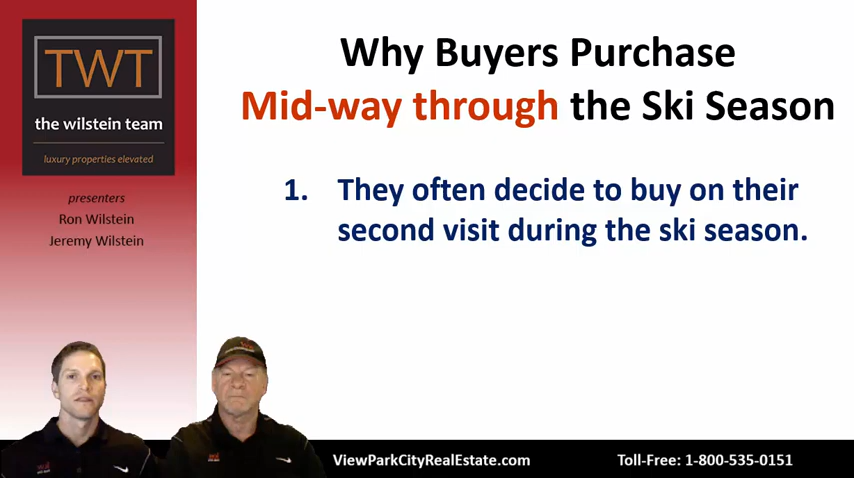 TWT
the wilstein team
luxury properties elevated
presenters
Ron Wilstein
Jeremy Wilstein
Why Buyers Purchase
Mid-way through the Ski Season
1. They often decide to buy on their
second visit during the ski season.
ViewParkCityRealEstate.com
Toll-Free: 1-800-535-0151